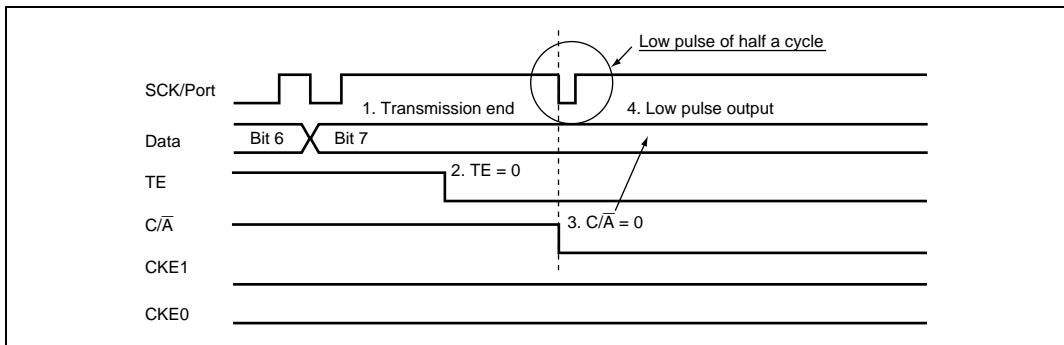 Low pulse of half a cycle
SCK/Port
1. Transmission end
4. Low pulse output
Data
Bit 6
Bit 7
TE
2. TE = 0
C/A̅
3. C/A̅ = 0
CKE1
CKE0